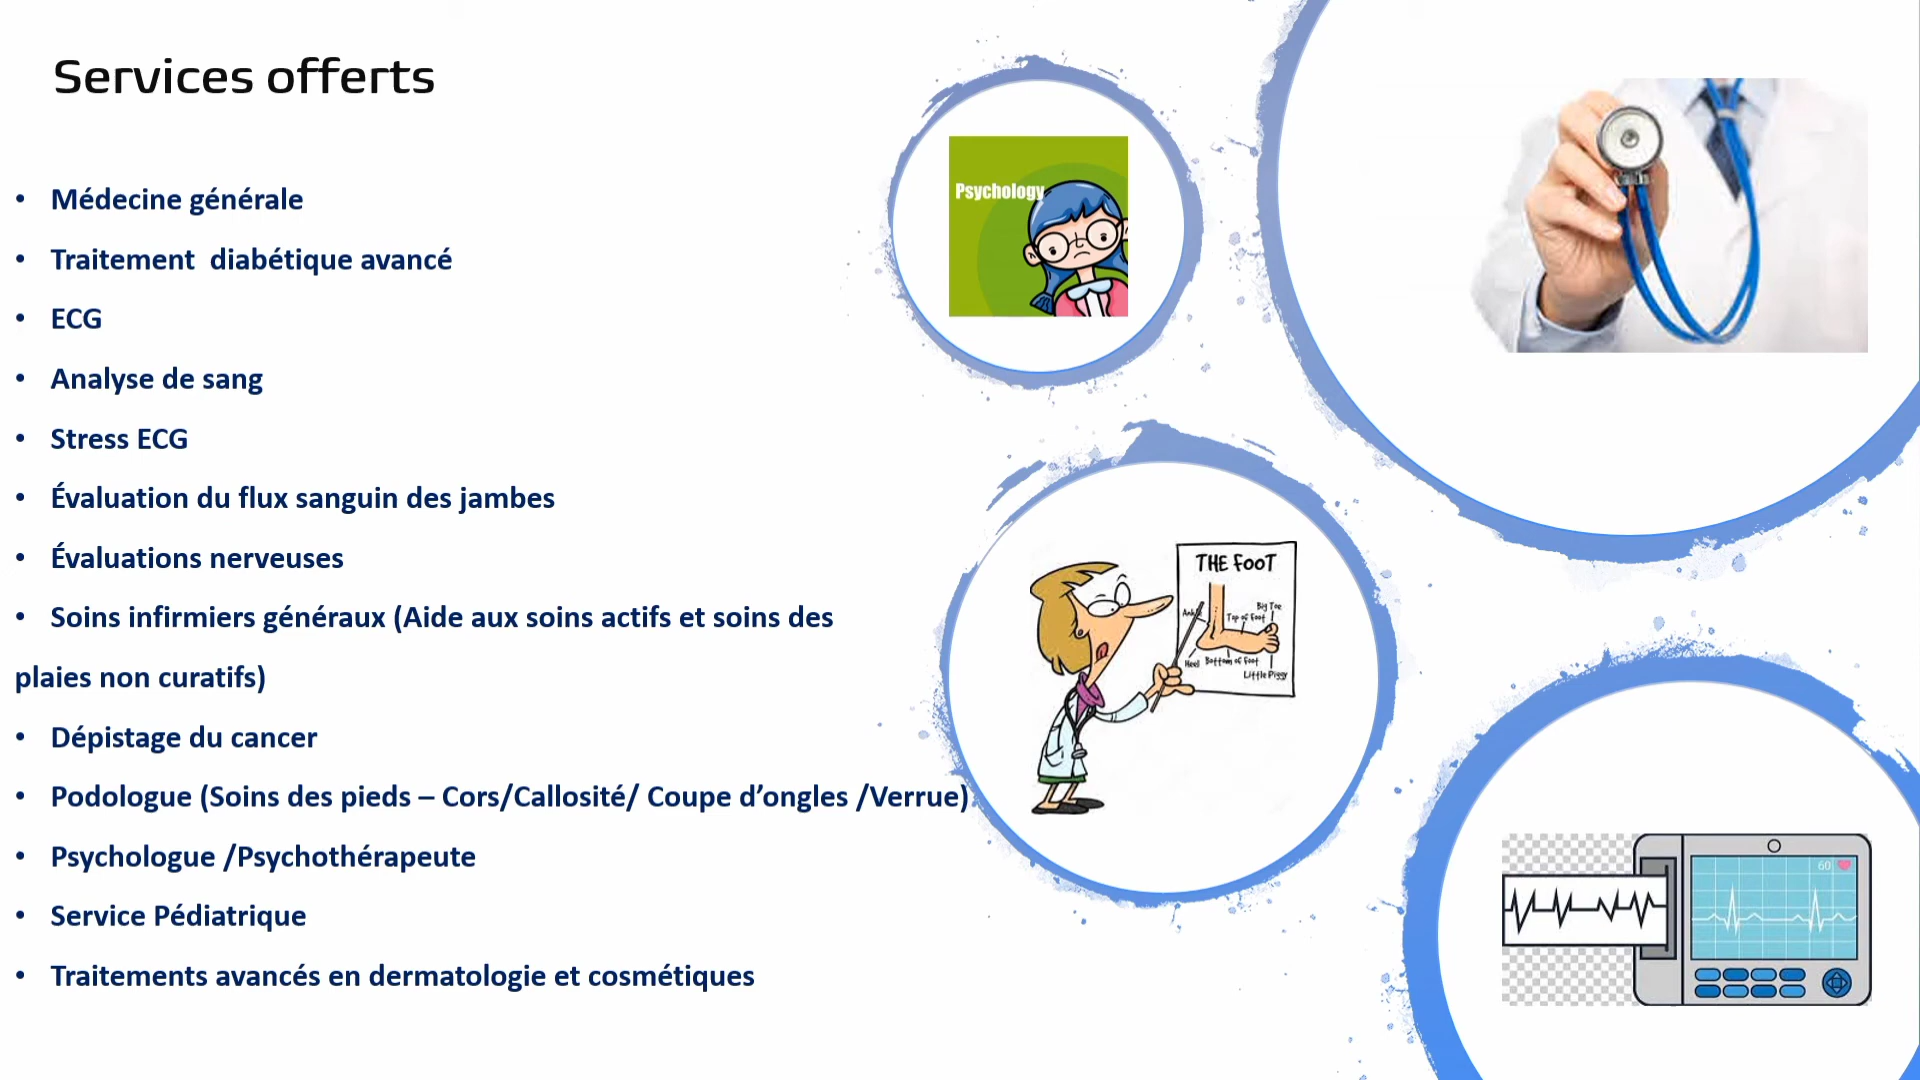 Services offerts
• Médecine générale
• Traitement  diabétique avancé
• ECG
• Analyse de sang
• Stress ECG
• Évaluation du flux sanguin des jambes
• Évaluations nerveuses
• Soins infirmiers généraux (Aide aux soins actifs et soins des
plaies non curatifs)
• Dépistage du cancer
• Podologue (Soins des pieds – Cors/Callosité/ Coupe d’ongles /Verrue)
• Psychologue /Psychothérapeute
• Service Pédiatrique
• Traitements avancés en dermatologie et cosmétiques
Psychology
THE FOOT
Big Toe
Top of Foot
Heel
Bottom of Foot
Little Piggy
60